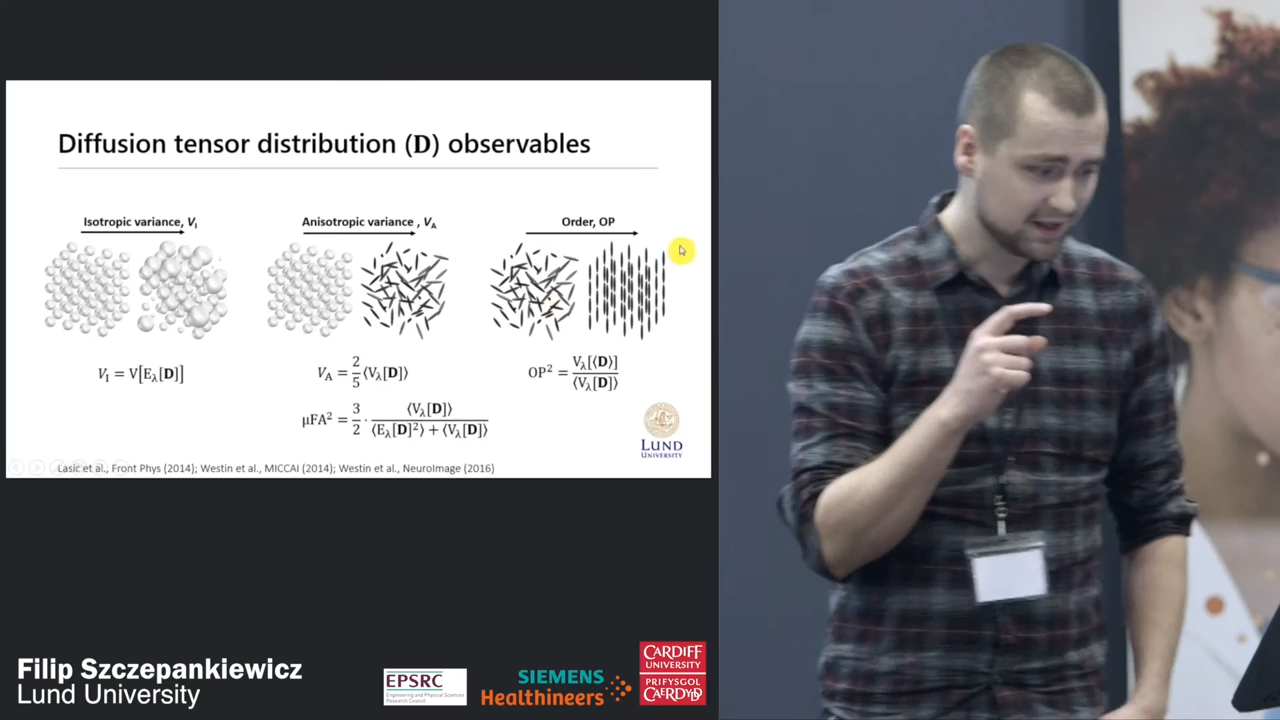 Diffusion tensor distribution (D) observables
Isotropic variance, V_I
Anisotropic variance , V_A
Order, OP
V_I = V[E_λ[D]]
V_A = 2/5 ⟨V_λ[D]⟩
OP² = V_λ[⟨D⟩] / ⟨V_λ[D]⟩
μFA² = 3/2 · ⟨V_λ[D]⟩ / (⟨E_λ[D]²⟩ + ⟨V_λ[D]⟩)
LUND
UNIVERSITY
Lasic et al., Front Phys (2014); Westin et al., MICCAI (2014); Westin et al., NeuroImage (2016)
Filip Szczepankiewicz
Lund University
EPSRC
Engineering and Physical Sciences
Research Council
SIEMENS
Healthineers
CARDIFF
UNIVERSITY
PRIFYSGOL
CAERDYDD